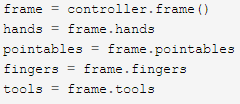 frame = controller.frame()
hands = frame.hands
pointables = frame.pointables
fingers = frame.fingers
tools = frame.tools